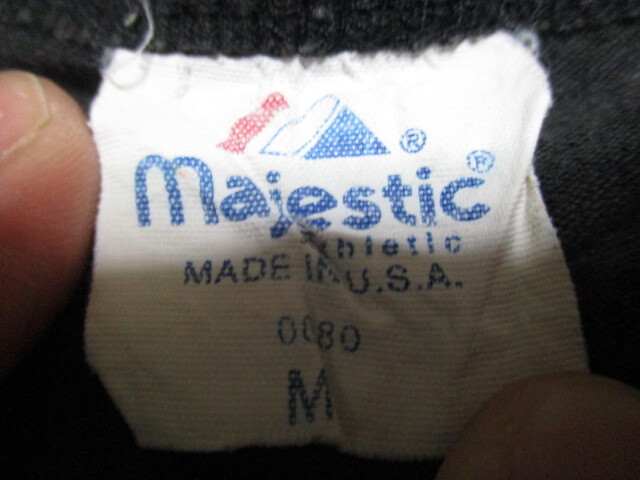 ®
majestic®
Athletic
MADE IN U.S.A.
0080
M